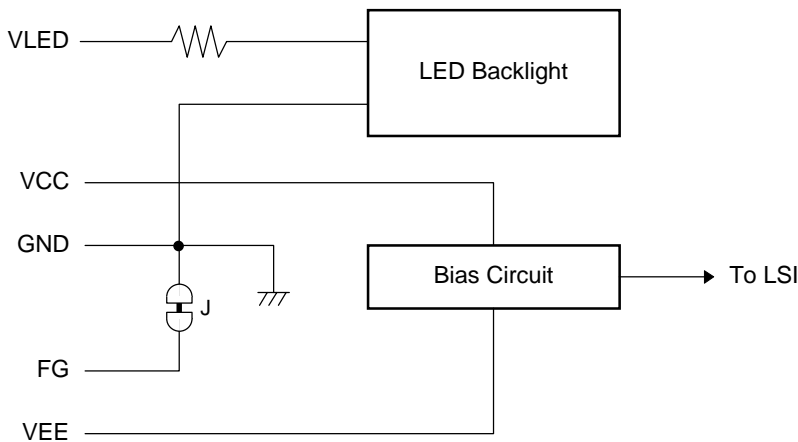 VLED
LED Backlight
VCC
GND
Bias Circuit
To LSI
J
FG
VEE